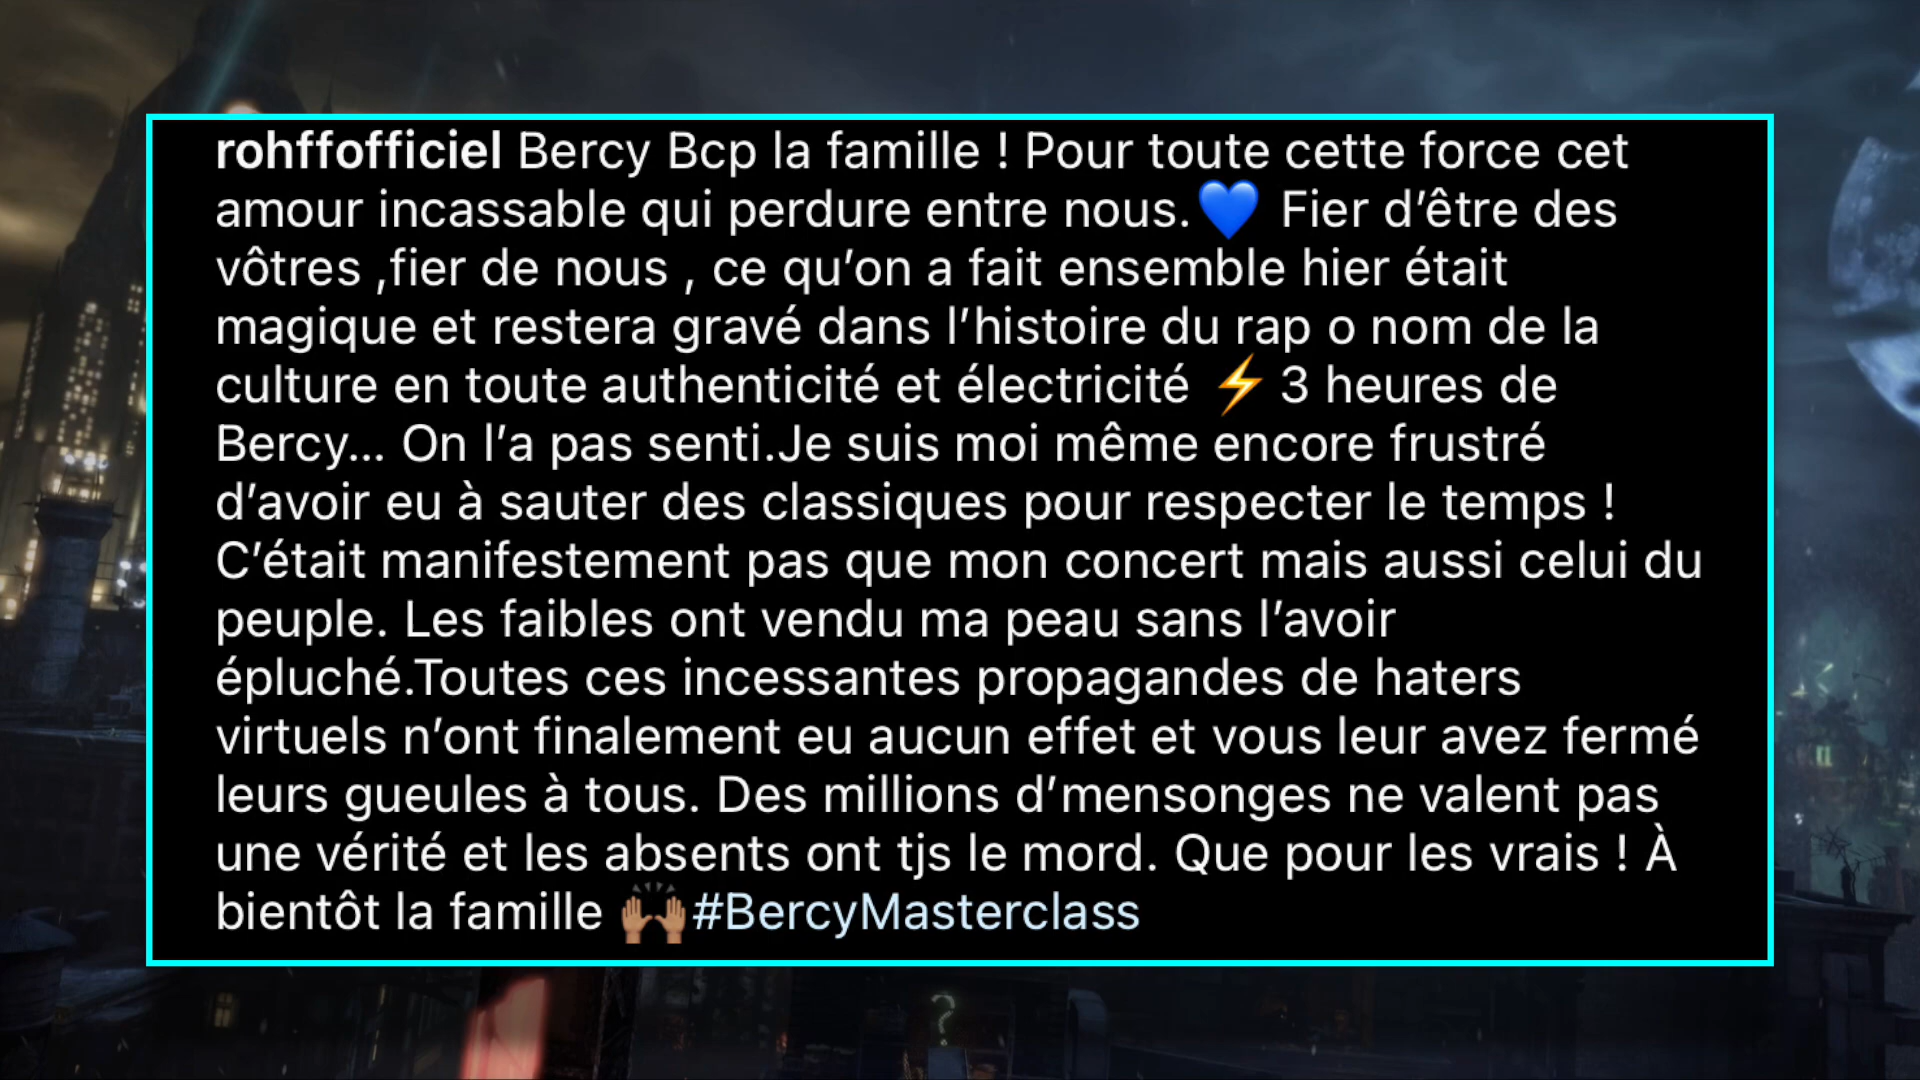 rohffofficiel Bercy Bcp la famille ! Pour toute cette force cet
amour incassable qui perdure entre nous.💙 Fier d’être des
vôtres ,fier de nous , ce qu’on a fait ensemble hier était
magique et restera gravé dans l’histoire du rap o nom de la
culture en toute authenticité et électricité ⚡ 3 heures de
Bercy... On l’a pas senti.Je suis moi même encore frustré
d’avoir eu à sauter des classiques pour respecter le temps !
C’était manifestement pas que mon concert mais aussi celui du
peuple. Les faibles ont vendu ma peau sans l’avoir
épluché.Toutes ces incessantes propagandes de haters
virtuels n’ont finalement eu aucun effet et vous leur avez fermé
leurs gueules à tous. Des millions d’mensonges ne valent pas
une vérité et les absents ont tjs le mord. Que pour les vrais ! À
bientôt la famille 🙌🏽#BercyMasterclass
?